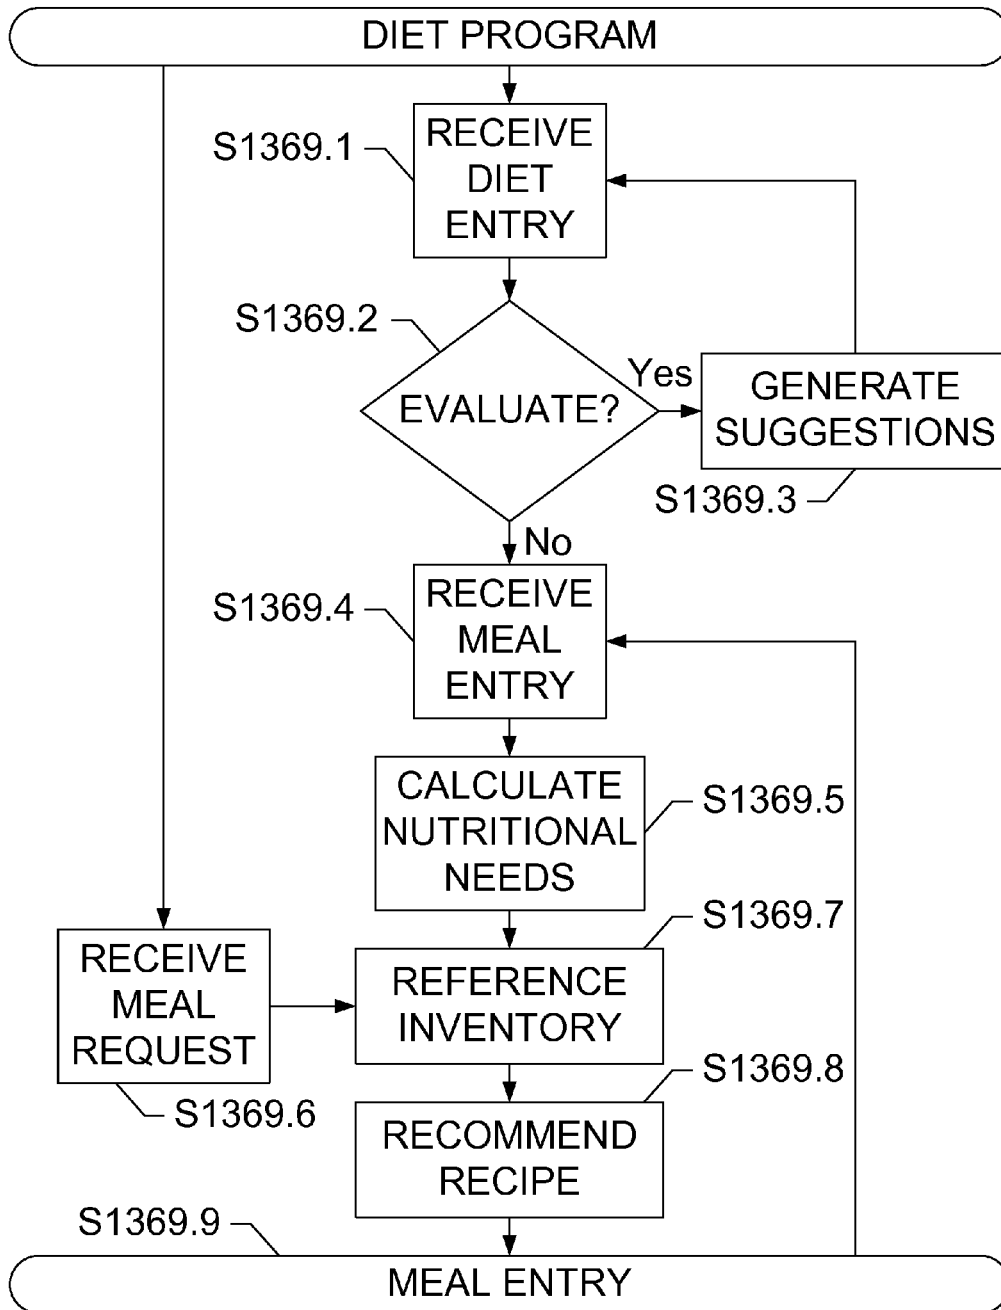 DIET PROGRAM
S1369.1
RECEIVE
DIET
ENTRY
S1369.2
EVALUATE?
Yes
GENERATE
SUGGESTIONS
S1369.3
No
S1369.4
RECEIVE
MEAL
ENTRY
CALCULATE
NUTRITIONAL
NEEDS
S1369.5
S1369.7
RECEIVE
MEAL
REQUEST
S1369.6
REFERENCE
INVENTORY
S1369.8
RECOMMEND
RECIPE
S1369.9
MEAL ENTRY